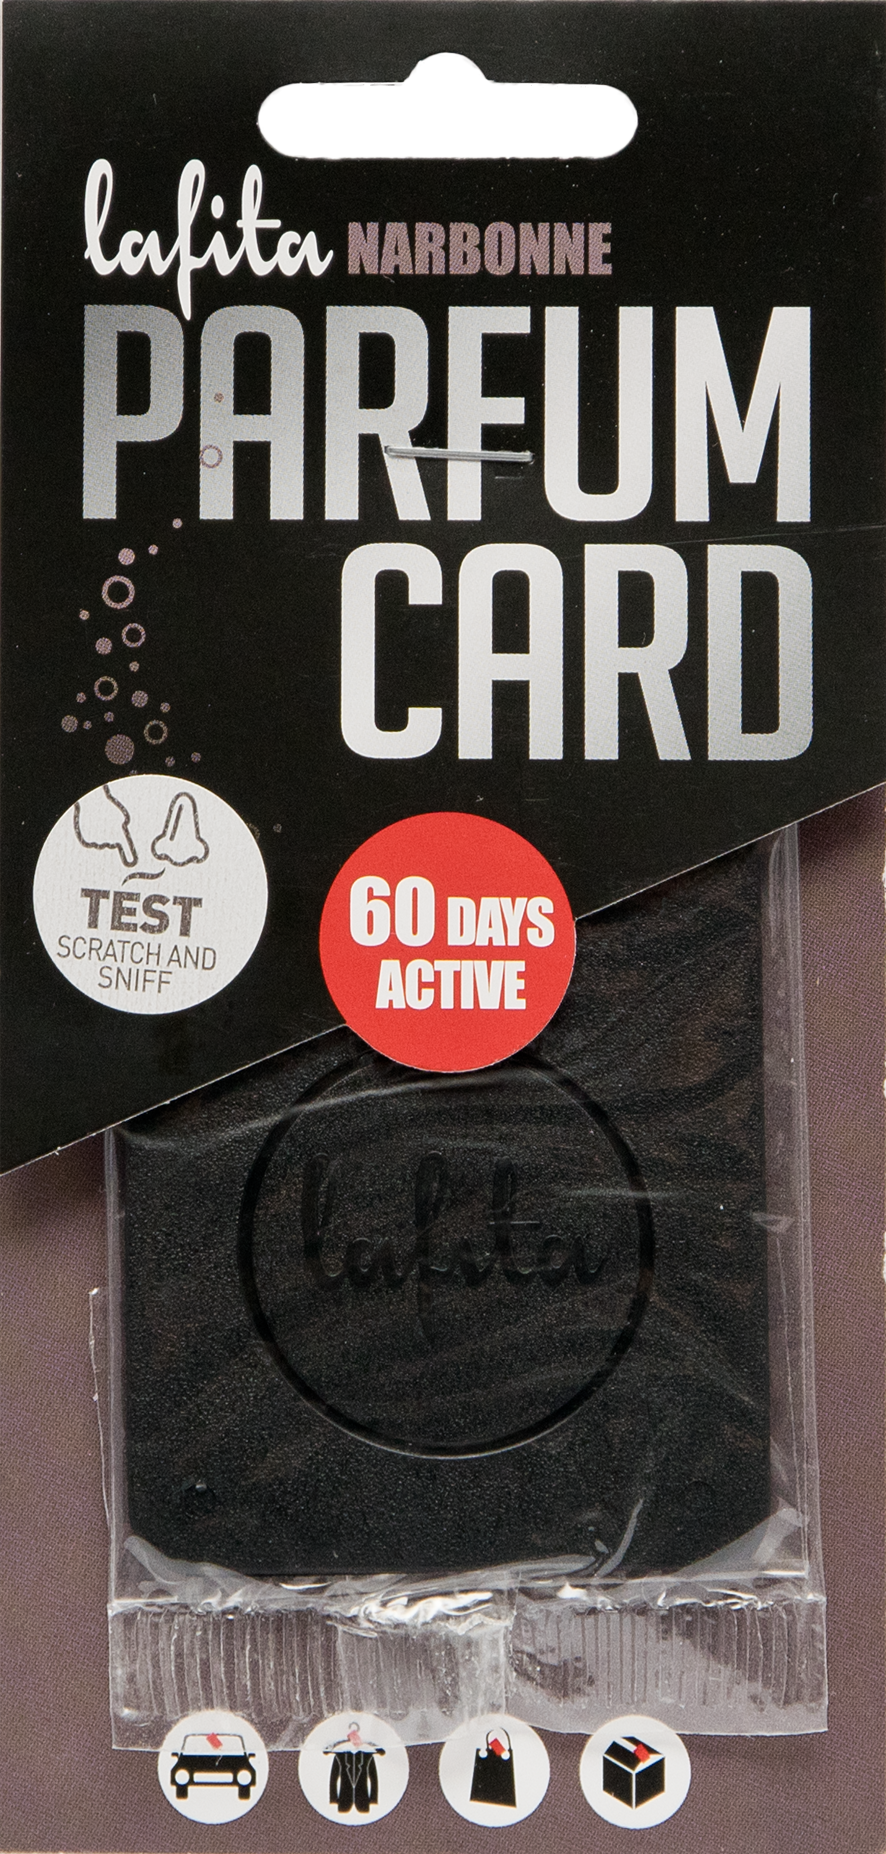 lafita NARBONNE
PARFUM
CARD
TEST
SCRATCH AND
SNIFF
60 DAYS
ACTIVE
lafita